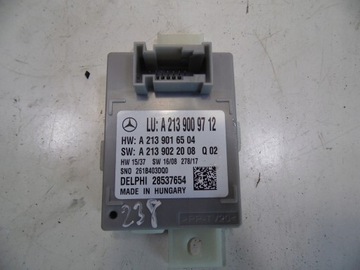 LU: A 213 900 97 12
HW: A 213 901 65 04
SW: A 213 902 20 08 Q 02
HW 15/37 SW 16/08 278/17
SNO 261B403DQ0
DELPHI 28537654
MADE IN HUNGARY
238